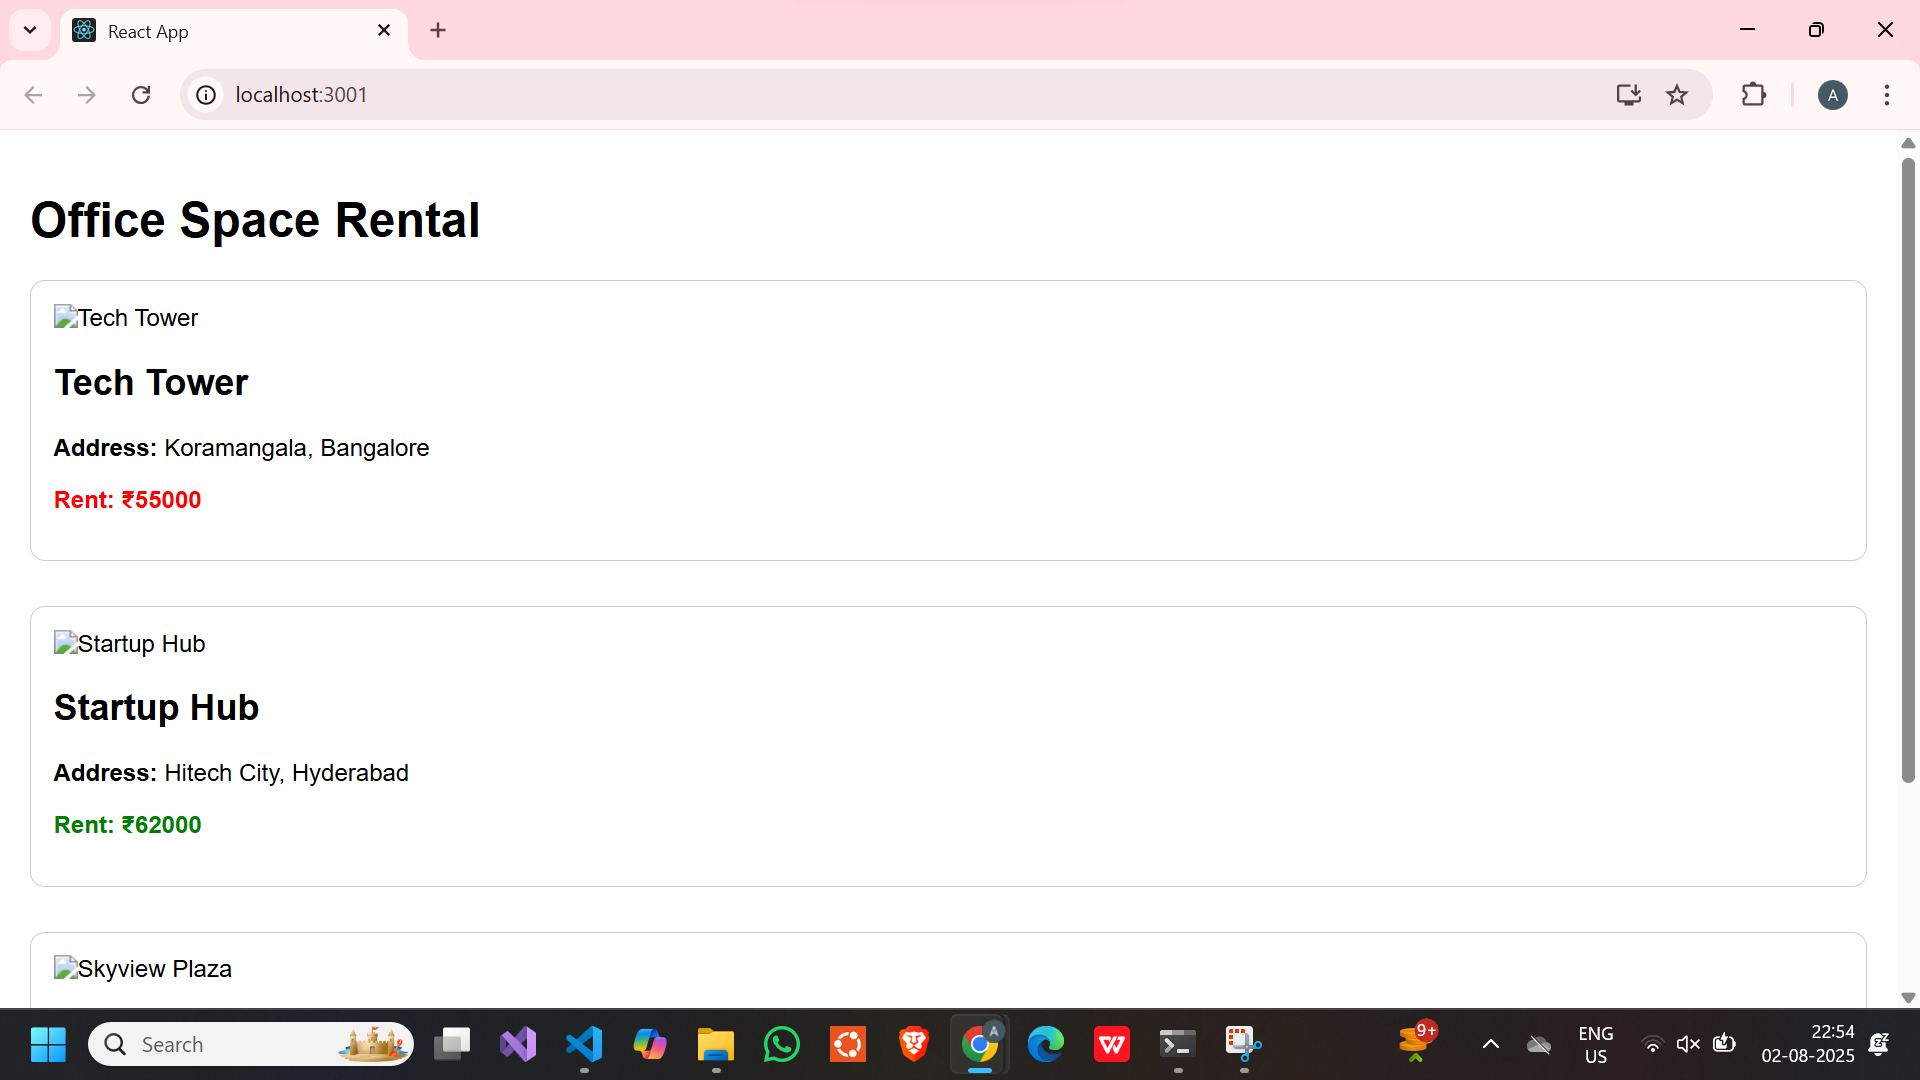 React App
localhost:3001
A
Office Space Rental
Tech Tower
Tech Tower
Address: Koramangala, Bangalore
Rent: ₹55000
Startup Hub
Startup Hub
Address: Hitech City, Hyderabad
Rent: ₹62000
Skyview Plaza
Search
A
W
9+
ENG
US
22:54
02-08-2025